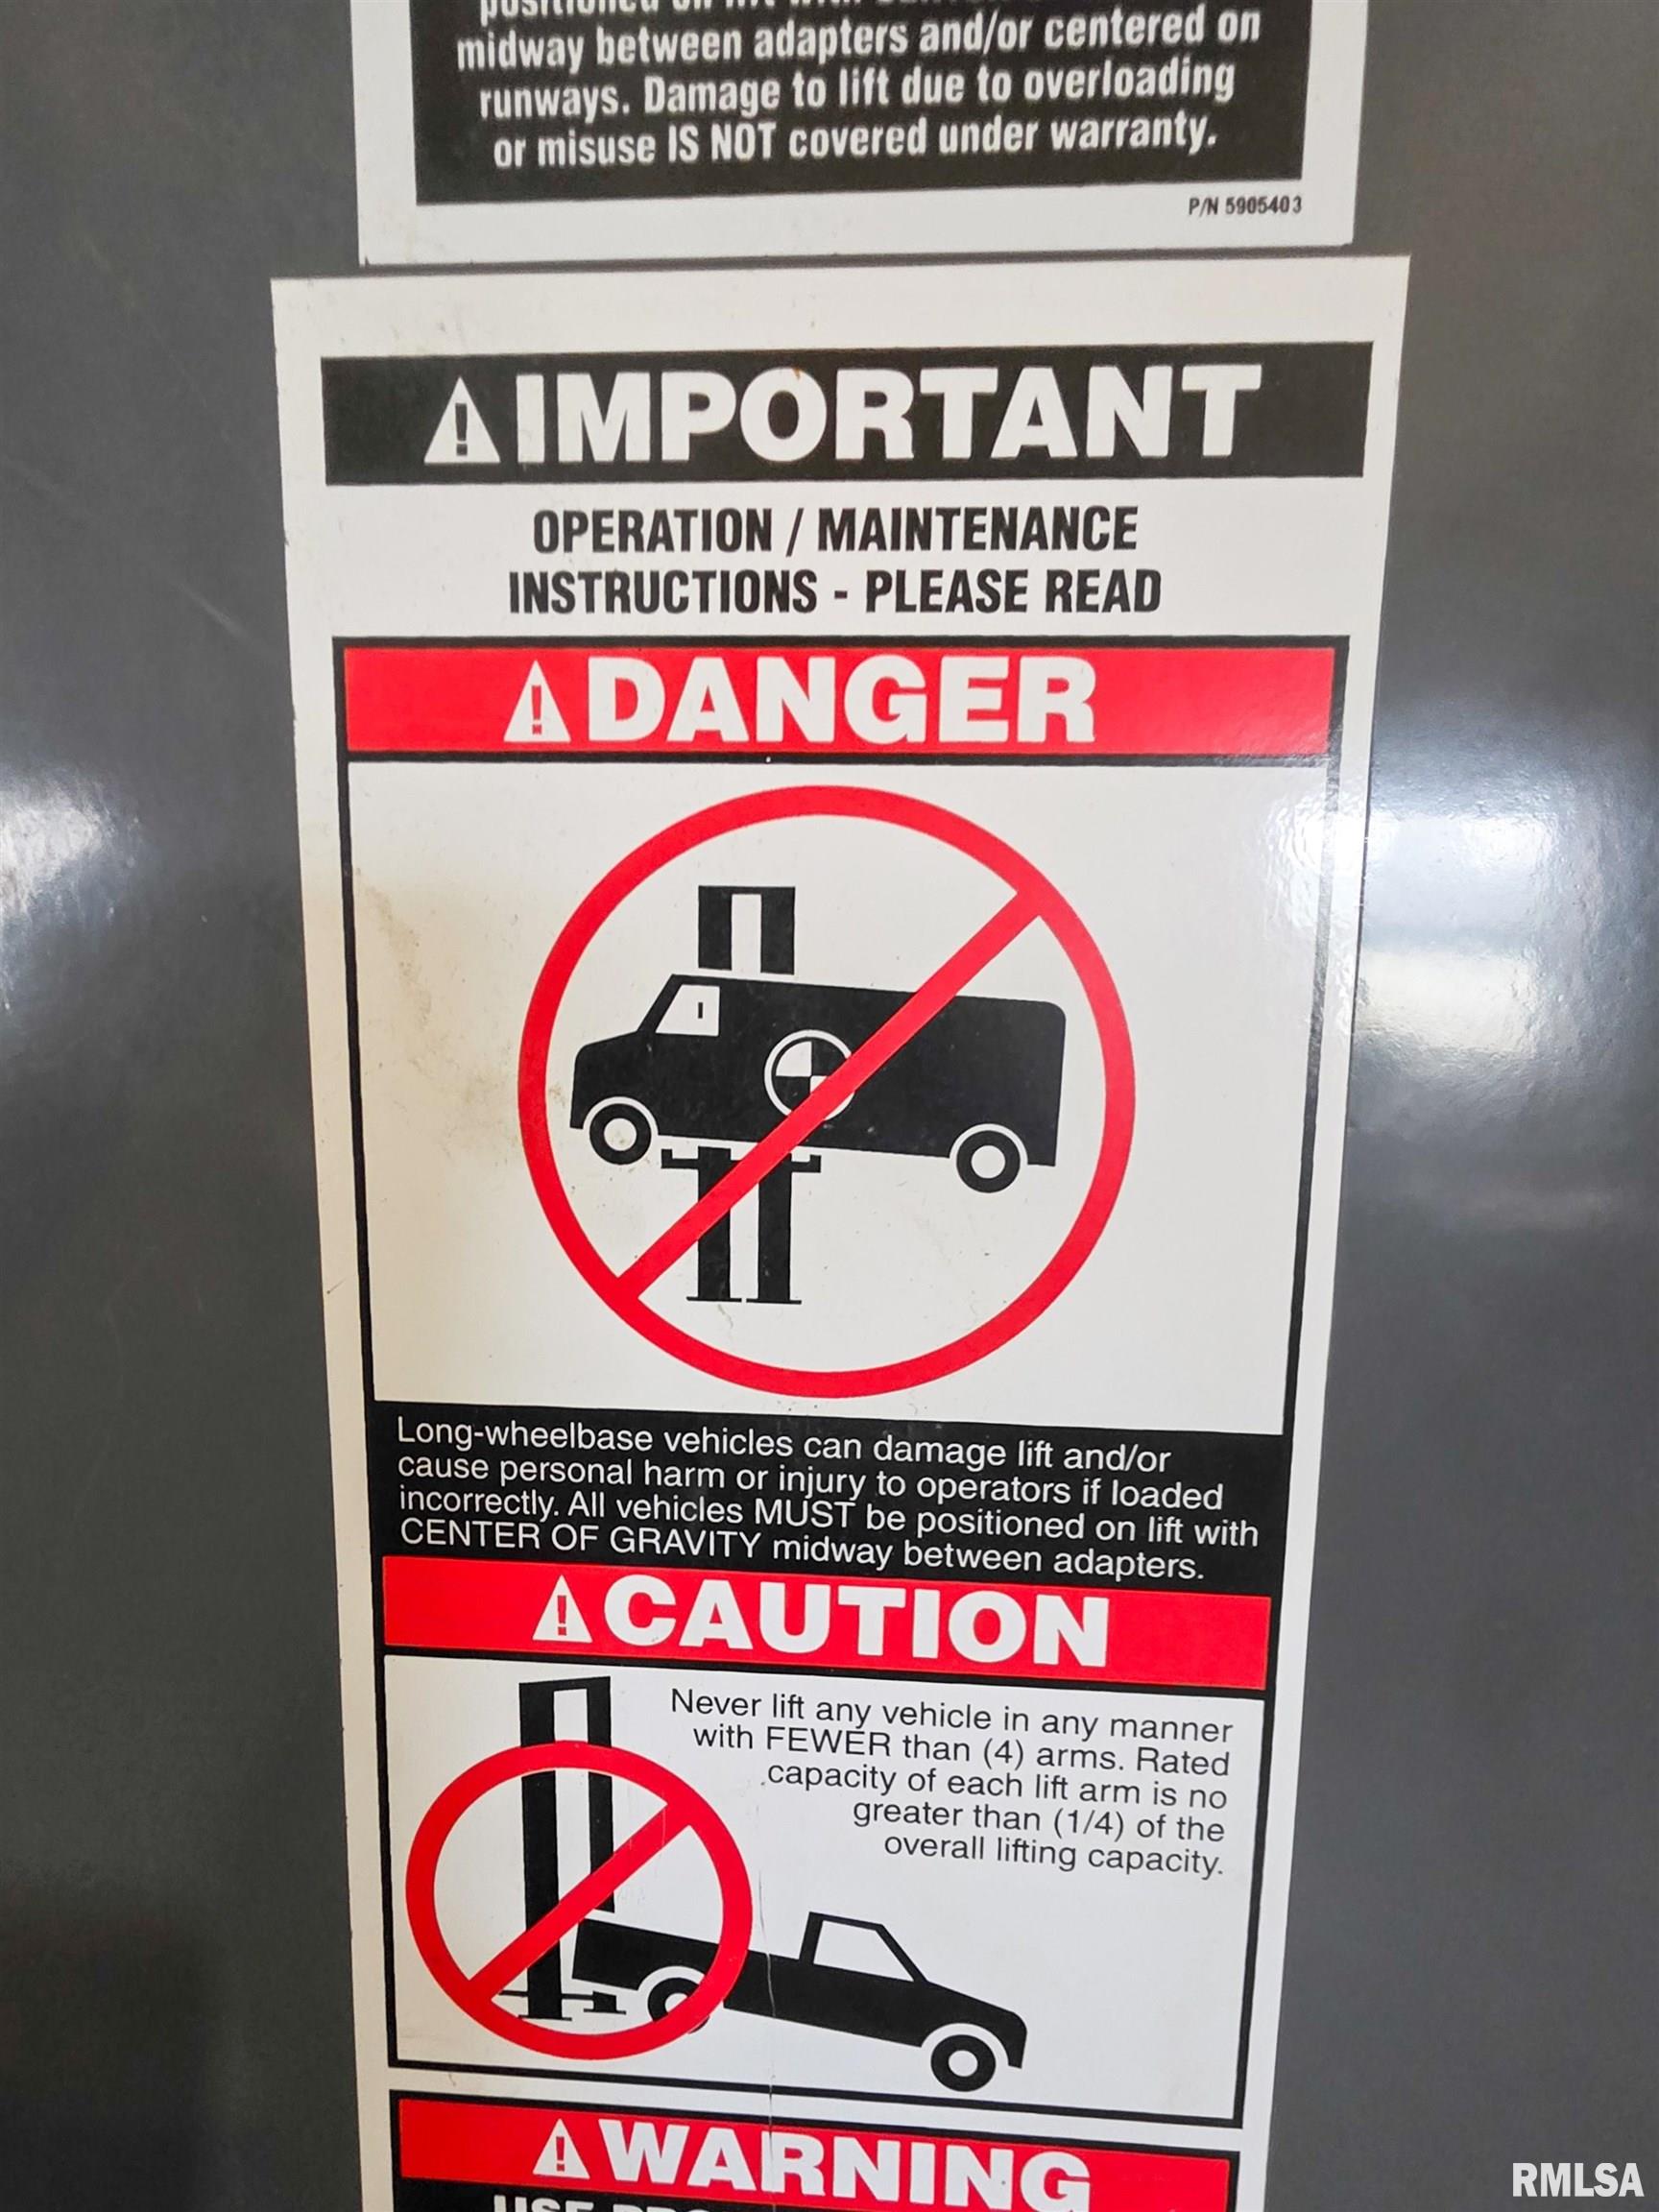 midway between adapters and/or centered on
runways. Damage to lift due to overloading
or misuse IS NOT covered under warranty.
P/N 5905403
IMPORTANT
OPERATION / MAINTENANCE
INSTRUCTIONS - PLEASE READ
DANGER
Long-wheelbase vehicles can damage lift and/or
cause personal harm or injury to operators if loaded
incorrectly. All vehicles MUST be positioned on lift with
CENTER OF GRAVITY midway between adapters.
CAUTION
Never lift any vehicle in any manner
with FEWER than (4) arms. Rated
capacity of each lift arm is no
greater than (1/4) of the
overall lifting capacity.
WARNING
RMLSA